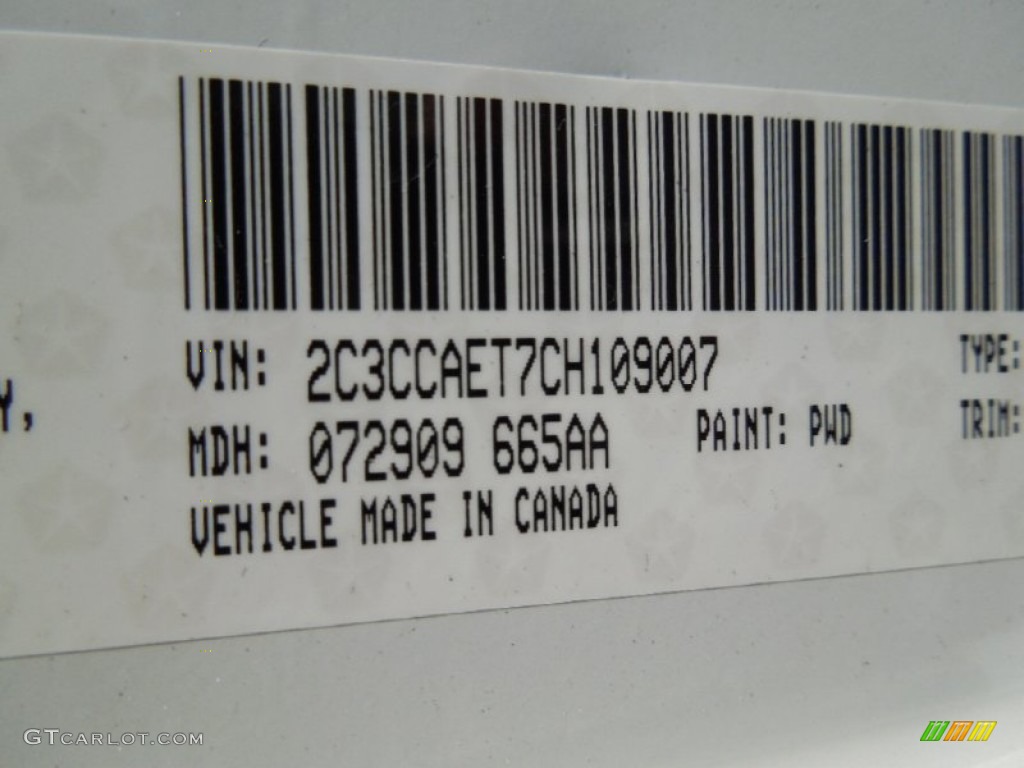 VIN: 2C3CCAET7CH109007 TYPE:
Y,
MDH: 072909 665AA PAINT: PWD TRIM:
VEHICLE MADE IN CANADA
GTCARLOT.COM